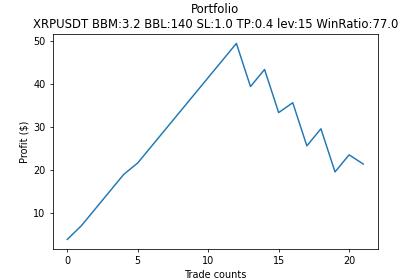 Portfolio
XRPUSDT BBM:3.2 BBL:140 SL:1.0 TP:0.4 lev:15 WinRatio:77.0
50
40
30
20
10
Profit ($)
0 5 10 15 20
Trade counts